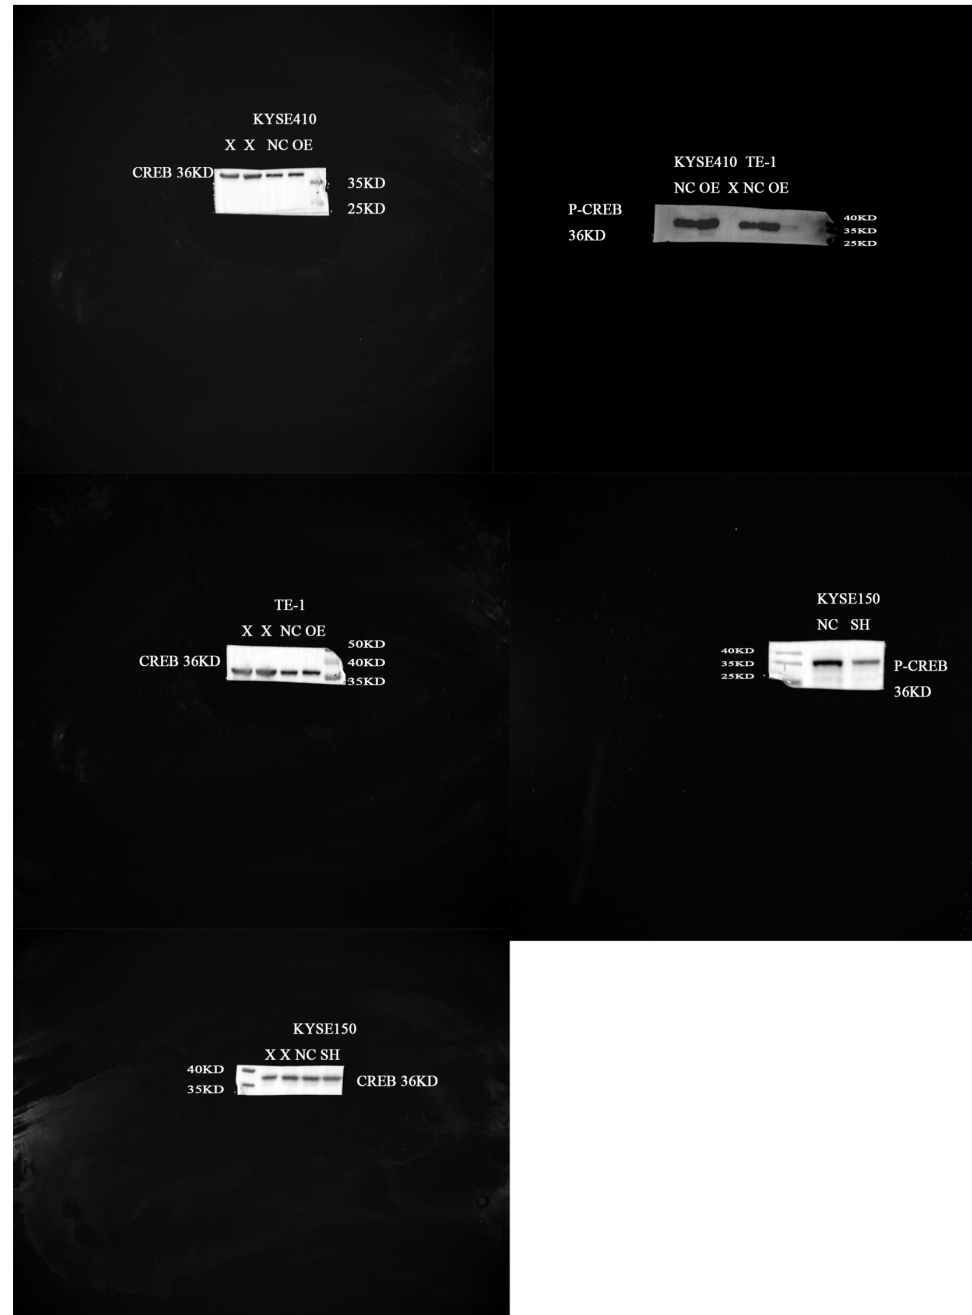 KYSE410
X X NC OE
CREB 36KD
35KD
25KD
KYSE410 TE-1
NC OE X NC OE
P-CREB
36KD
40KD
35KD
25KD
TE-1
X X NC OE
CREB 36KD
50KD
40KD
35KD
KYSE150
NC SH
40KD
35KD
25KD
P-CREB
36KD
KYSE150
X X NC SH
40KD
35KD
CREB 36KD